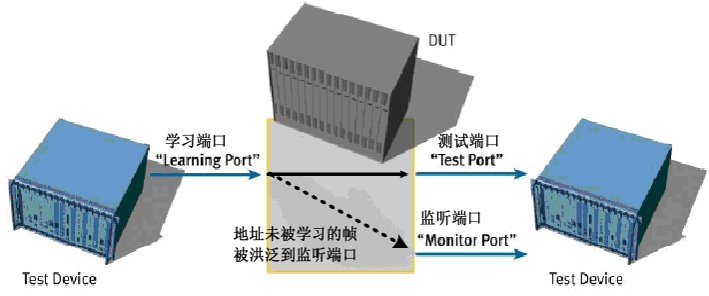 DUT
学习端口
“Learning Port”
测试端口
“Test Port”
地址未被学习的帧
被洪泛到监听端口
监听端口
“Monitor Port”
Test Device
Test Device